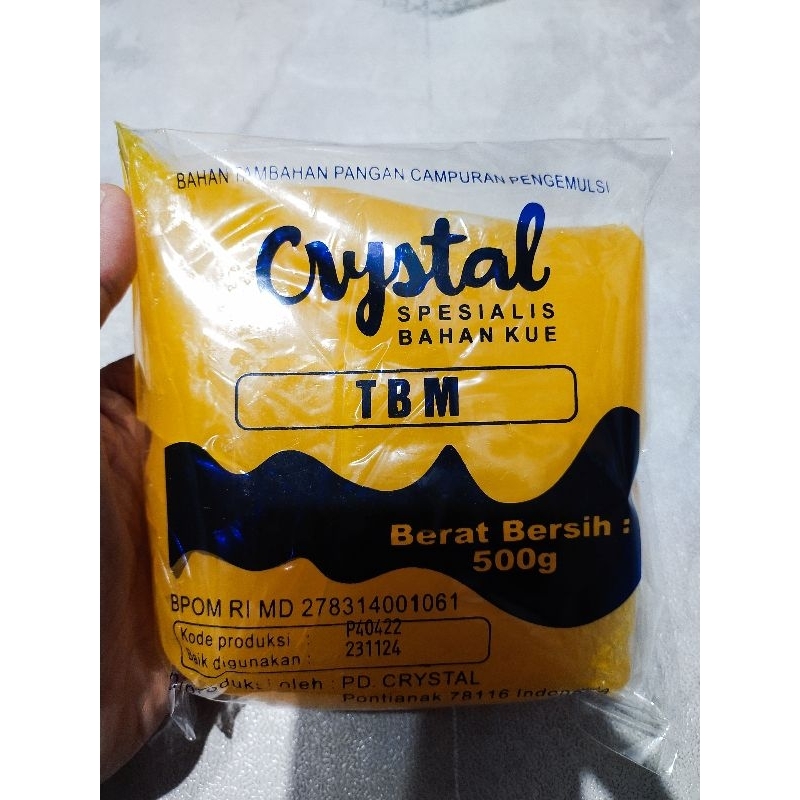 BAHAN TAMBAHAN PANGAN CAMPURAN PENGEMULSI
Crystal
SPESIALIS
BAHAN KUE
TBM
Berat Bersih :
500g
BPOM RI MD 278314001061
Kode produksi : P40422
Baik digunakan : 231124
Diproduksi oleh : PD. CRYSTAL
Pontianak 78116 Indonesia